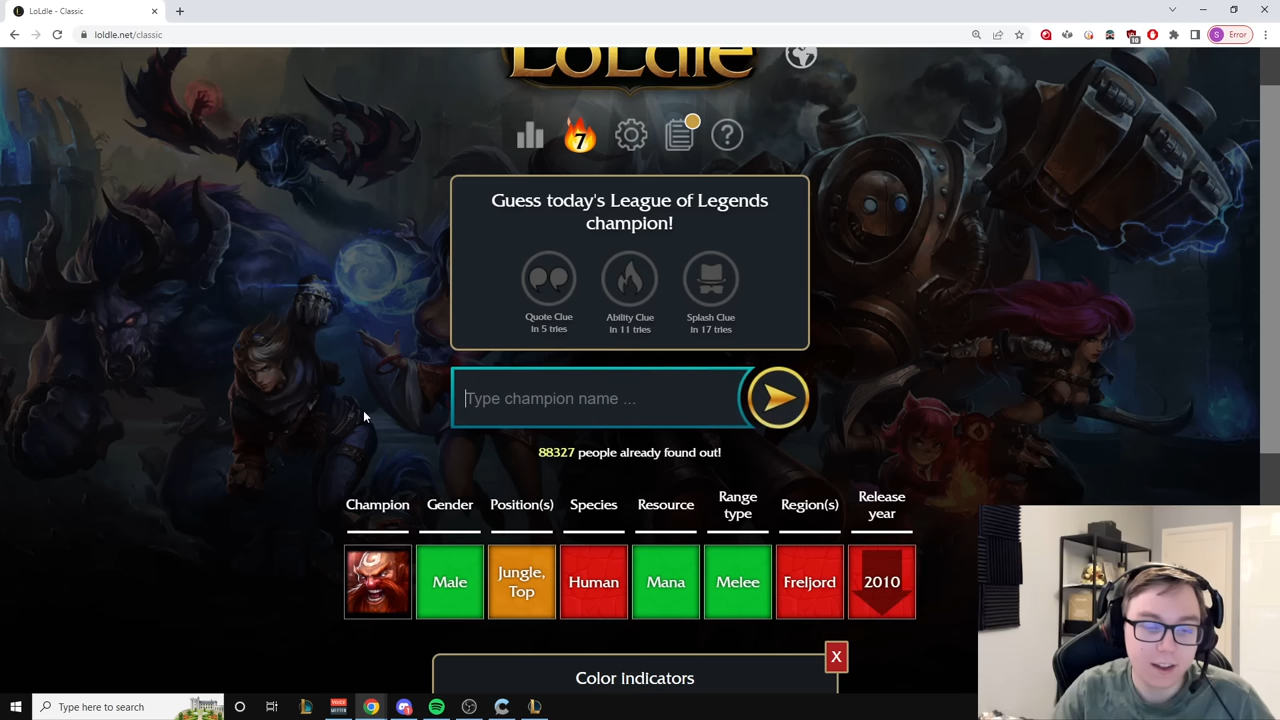 LoLdle - Classic
loldle.net/classic
10
S
Error
LoLdle
7
Guess today's League of Legends
champion!
Quote Clue
In 5 tries
Ability Clue
In 11 tries
Splash Clue
In 17 tries
Type champion name ...
88327 people already found out!
Champion
Gender
Position(s)
Species
Resource
Range
type
Region(s)
Release
year
Male
Jungle,
Top
Human
Mana
Melee
Freljord
2010
X
Color indicators
Type here to search